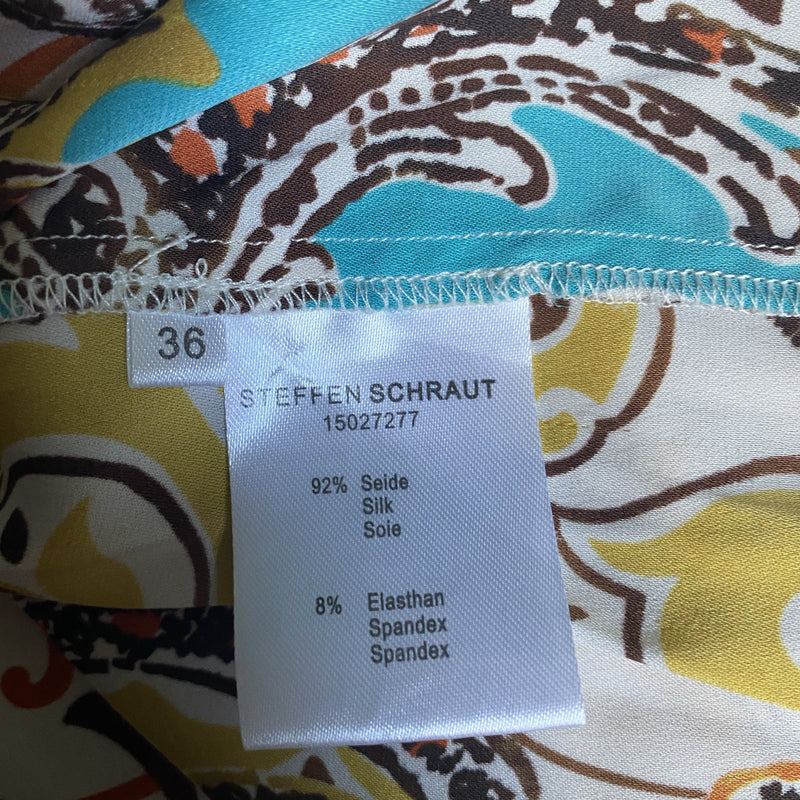 36
STEFFEN SCHRAUT
15027277
92% Seide
Silk
Soie
8% Elasthan
Spandex
Spandex